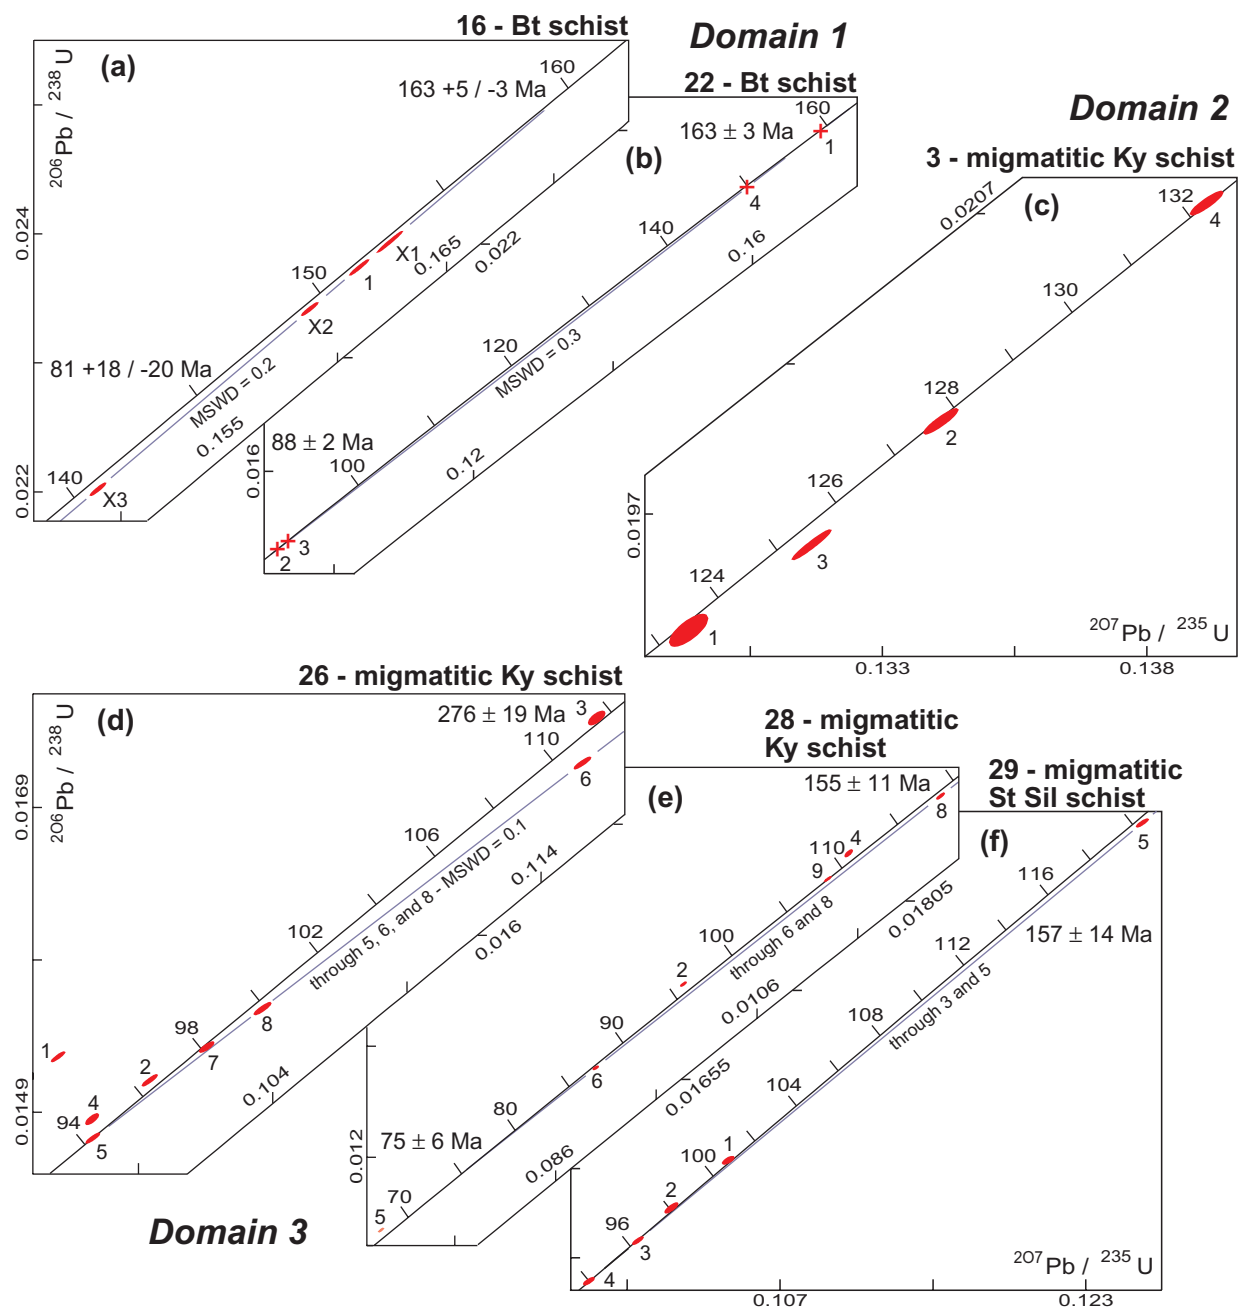 16 - Bt schist
Domain 1
(a)
206Pb / 238 U
160
163 +5 / -3 Ma
0.024
150
X1
1
X2
0.165
0.022
81 +18 / -20 Ma
MSWD = 0.2
0.155
140
X3
0.022
22 - Bt schist
160
163 ± 3 Ma
1
(b)
4
140
0.16
120
MSWD = 0.3
88 ± 2 Ma
100
0.12
0.016
3
2
Domain 2
3 - migmatitic Ky schist
0.0207
(c)
132
4
130
128
2
126
0.0197
3
124
1
207Pb / 235 U
0.133
0.138
26 - migmatitic Ky schist
(d)
206Pb / 238 U
276 ± 19 Ma
3
110
6
0.0169
106
through 5, 6, and 8 - MSWD = 0.1
0.114
102
0.016
8
98
7
1
2
0.104
4
0.0149
94
5
Domain 3
28 - migmatitic
Ky schist
155 ± 11 Ma
(e)
8
4
110
9
0.01805
100
through 6 and 8
2
0.0106
90
6
0.01655
80
75 ± 6 Ma
0.012
0.086
70
5
29 - migmatitic
St Sil schist
(f)
5
116
157 ± 14 Ma
112
108
through 3 and 5
104
1
100
2
96
3
4
207Pb / 235 U
0.107
0.123